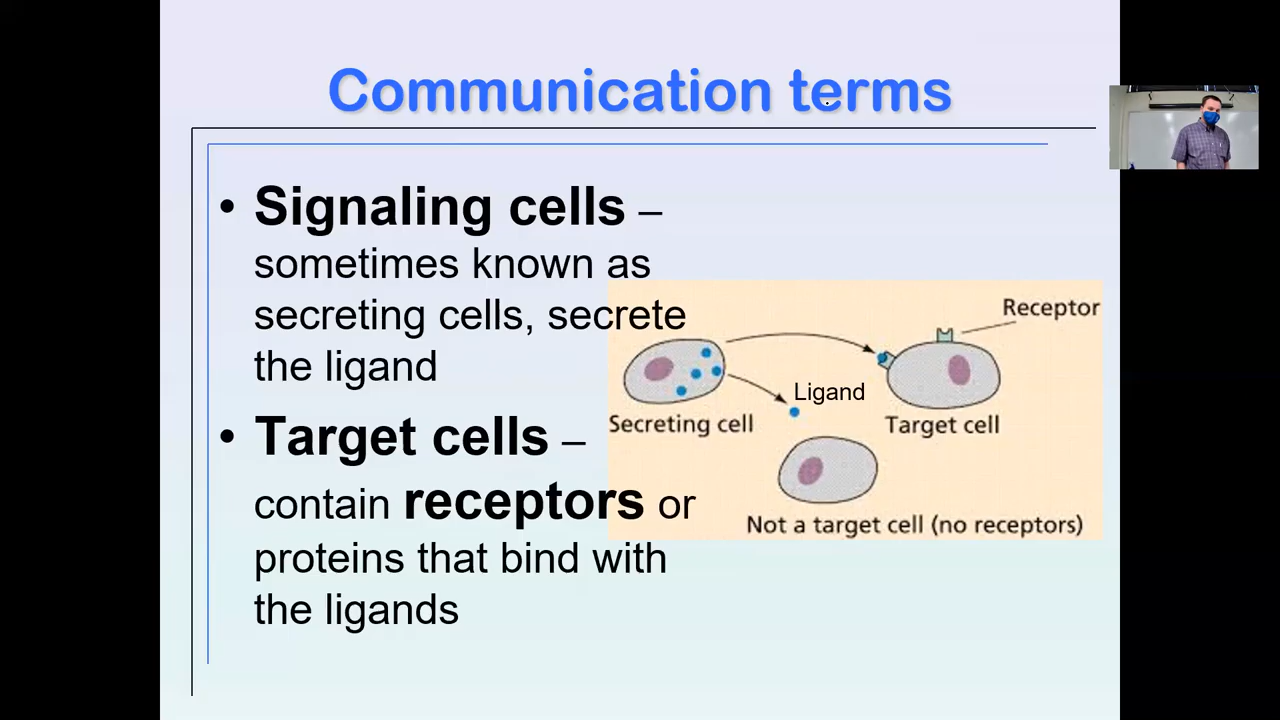 Communication terms
• Signaling cells –
sometimes known as
secreting cells, secrete
the ligand
• Target cells –
contain receptors or
proteins that bind with
the ligands
Receptor
Ligand
Secreting cell
Target cell
Not a target cell (no receptors)